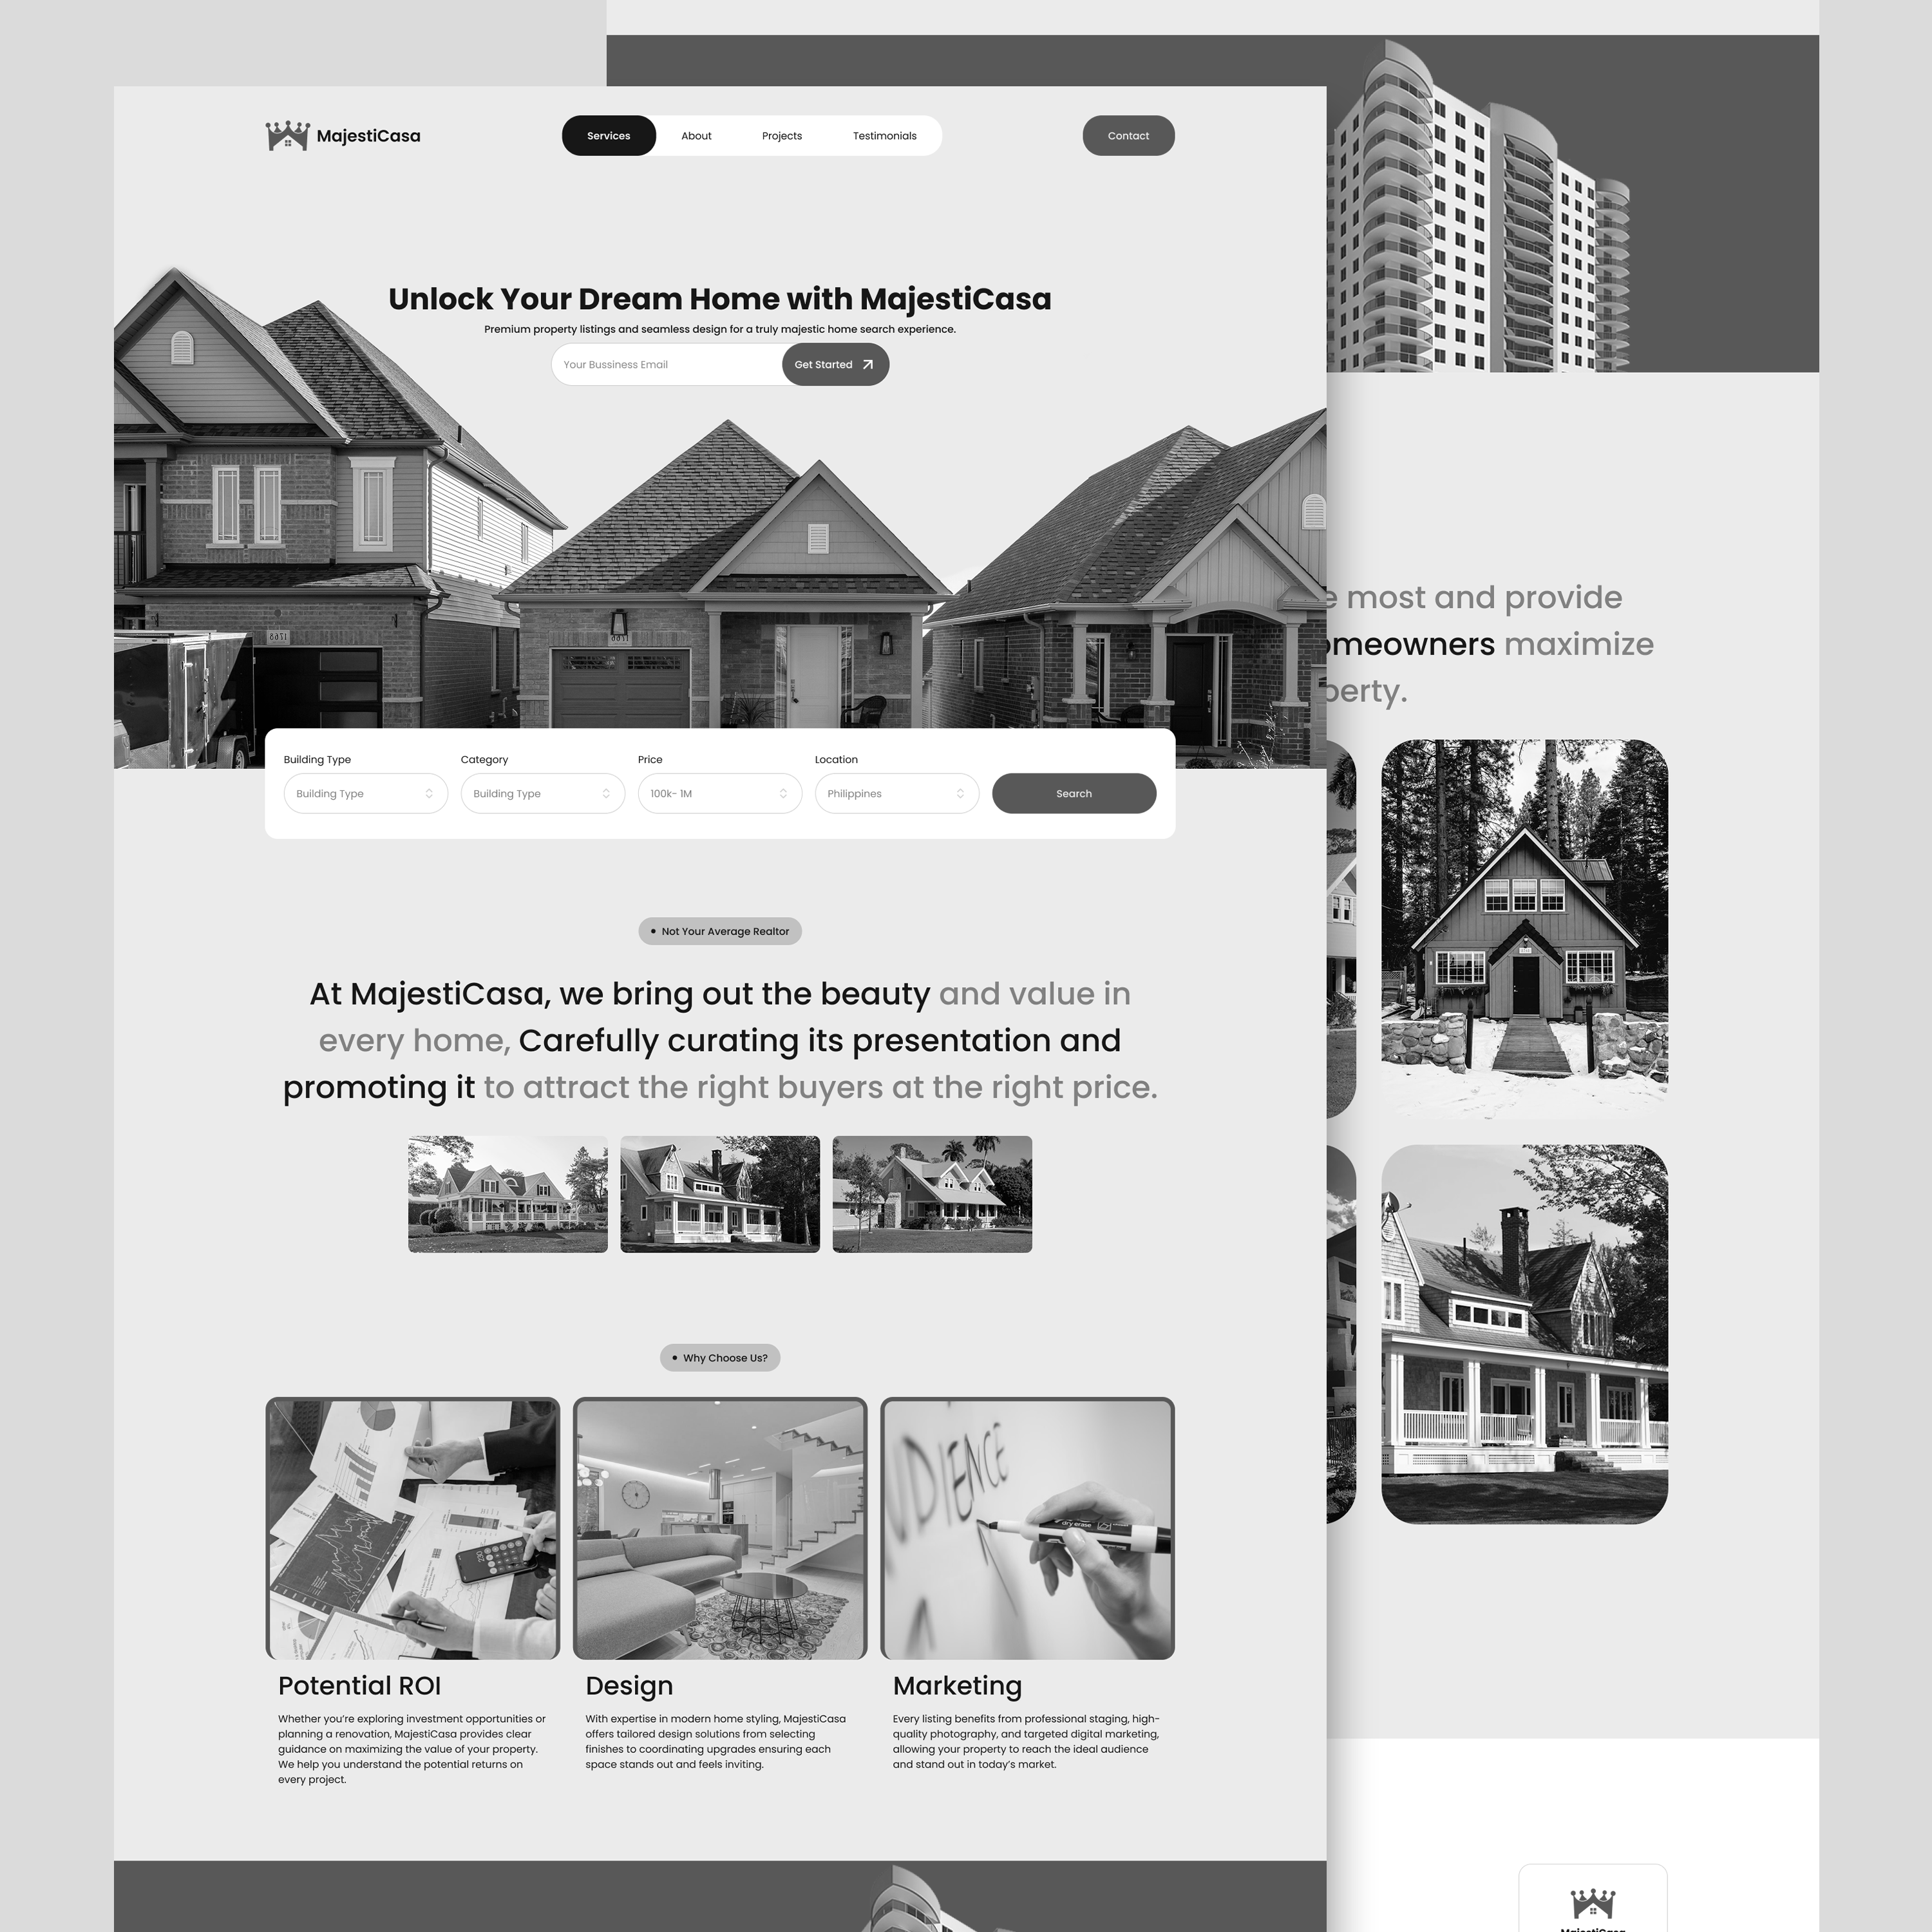 MajestiCasa
Services
About
Projects
Testimonials
Contact
Unlock Your Dream Home with MajestiCasa
Premium property listings and seamless design for a truly majestic home search experience.
Your Bussiness Email
Get Started
Building Type
Category
Price
Location
Building Type
Building Type
100k- 1M
Philippines
Search
Not Your Average Realtor
At MajestiCasa, we bring out the beauty and value in
every home, Carefully curating its presentation and
promoting it to attract the right buyers at the right price.
Why Choose Us?
dry erase
Potential ROI
Whether you’re exploring investment opportunities or
planning a renovation, MajestiCasa provides clear
guidance on maximizing the value of your property.
We help you understand the potential returns on
every project.
Design
With expertise in modern home styling, MajestiCasa
offers tailored design solutions from selecting
finishes to coordinating upgrades ensuring each
space stands out and feels inviting.
Marketing
Every listing benefits from professional staging, high-
quality photography, and targeted digital marketing,
allowing your property to reach the ideal audience
and stand out in today’s market.
e most and provide
omeowners maximize
perty.
MajestiCasa